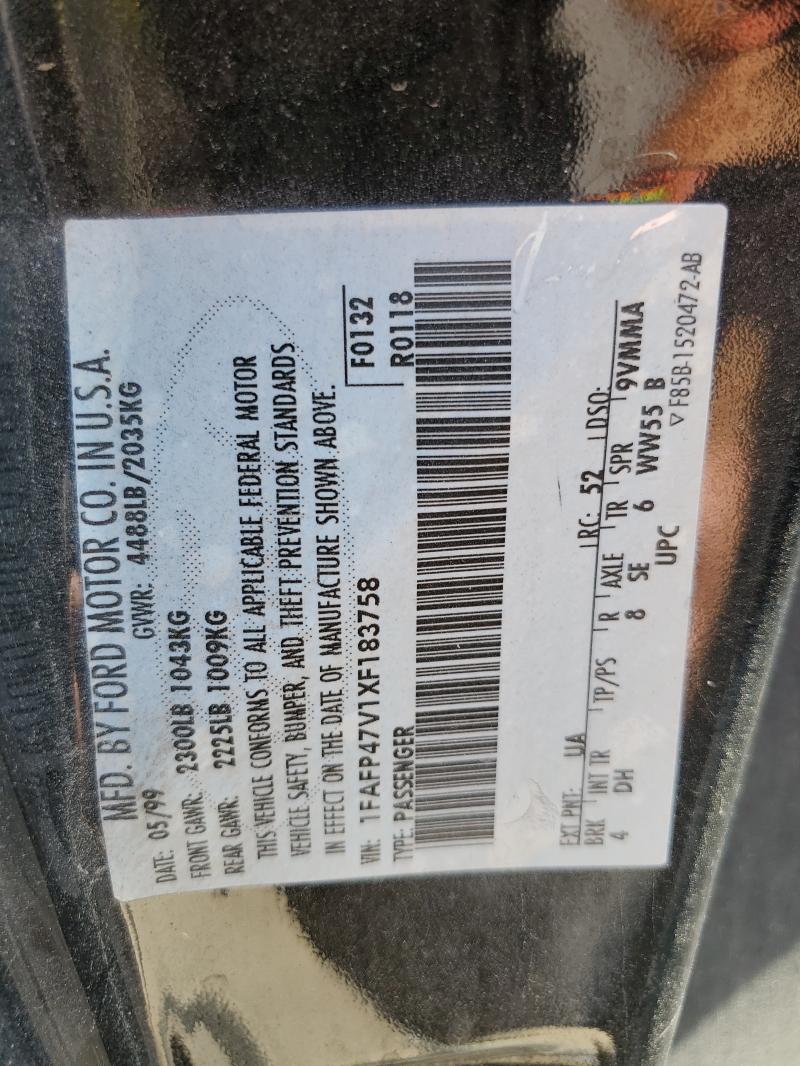 MFD. BY FORD MOTOR CO. IN U.S.A.
DATE: 05/99 GVWR: 4488LB/2035KG
FRONT GAWR: 2300LB 1043KG
REAR GAWR: 2225LB 1009KG
THIS VEHICLE CONFORMS TO ALL APPLICABLE FEDERAL MOTOR
VEHICLE SAFETY, BUMPER, AND THEFT PREVENTION STANDARDS
IN EFFECT ON THE DATE OF MANUFACTURE SHOWN ABOVE.
VIN: 1FAFP47V1XF183758 F0132
TYPE: PASSENGER R0118
EXT PNT: UA RC: 52 DSO:
BRK INT TR TP/PS R AXLE TR SPR 9VMMA
4 DH 8 SE 6 WW55 B
UPC
▽ F85B-1520472-AB